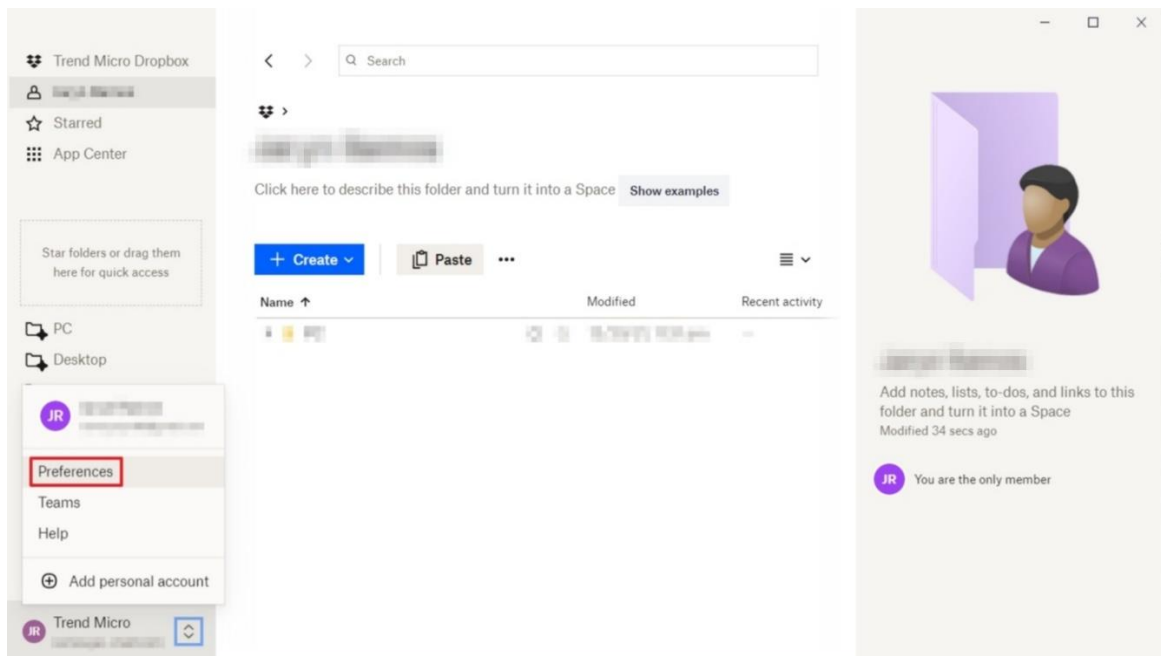 Trend Micro Dropbox
Starred
App Center
Star folders or drag them
here for quick access
PC
Desktop
JR
Preferences
Teams
Help
Add personal account
JR
Trend Micro
Search
Click here to describe this folder and turn it into a Space Show examples
Create Paste
Name Modified Recent activity
Add notes, lists, to-dos, and links to this
folder and turn it into a Space
Modified 34 secs ago
JR You are the only member